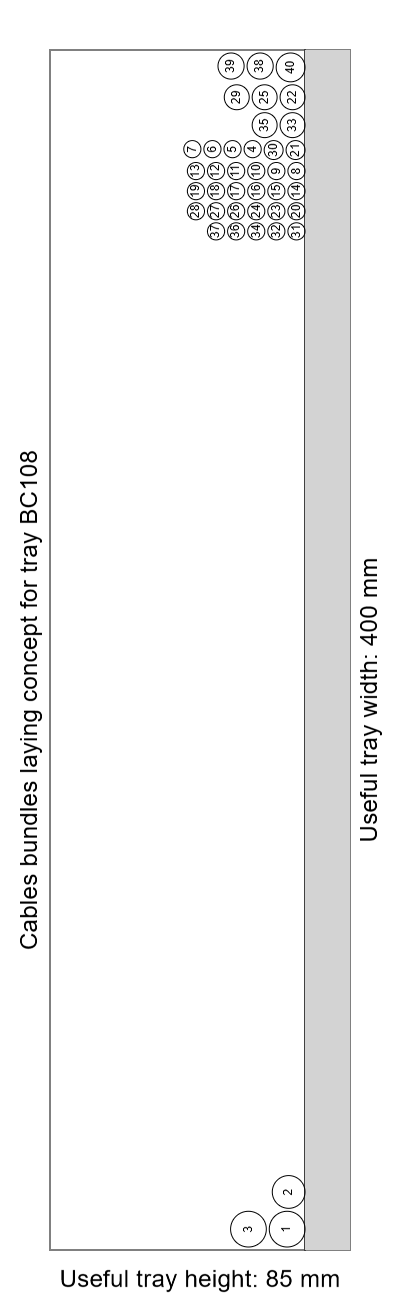 Cables bundles laying concept for tray BC108
39 38 40
29 25 22
35 33
7 6 5 4 30 21
13 12 11 10 9 8
19 18 17 16 15 14
28 27 26 24 23 20
37 36 34 32 31
Useful tray width: 400 mm
2
3 1
Useful tray height: 85 mm